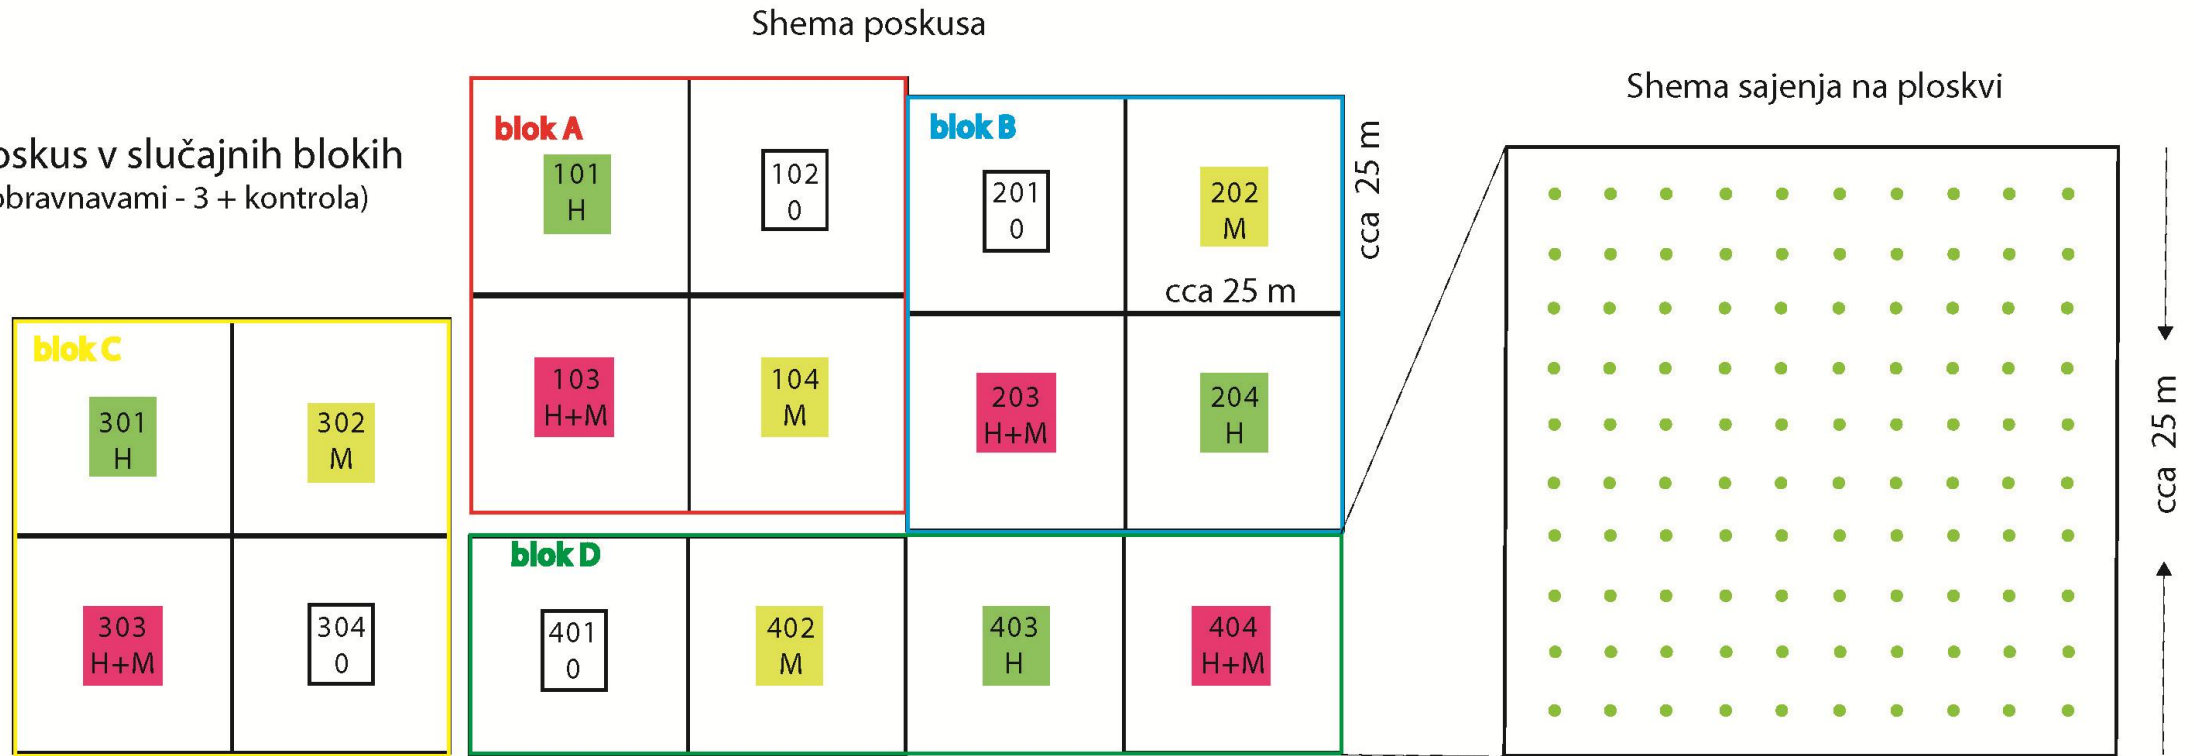 Shema poskusa
Shema sajenja na ploskvi
oskus v slučajnih blokih
obravnavami - 3 + kontrola)
blok A
101
H
102
0
103
H+M
104
M
blok B
201
0
202
M
cca 25 m
cca 25 m
203
H+M
204
H
blok C
301
H
302
M
303
H+M
304
0
blok D
401
0
402
M
403
H
404
H+M
cca 25 m